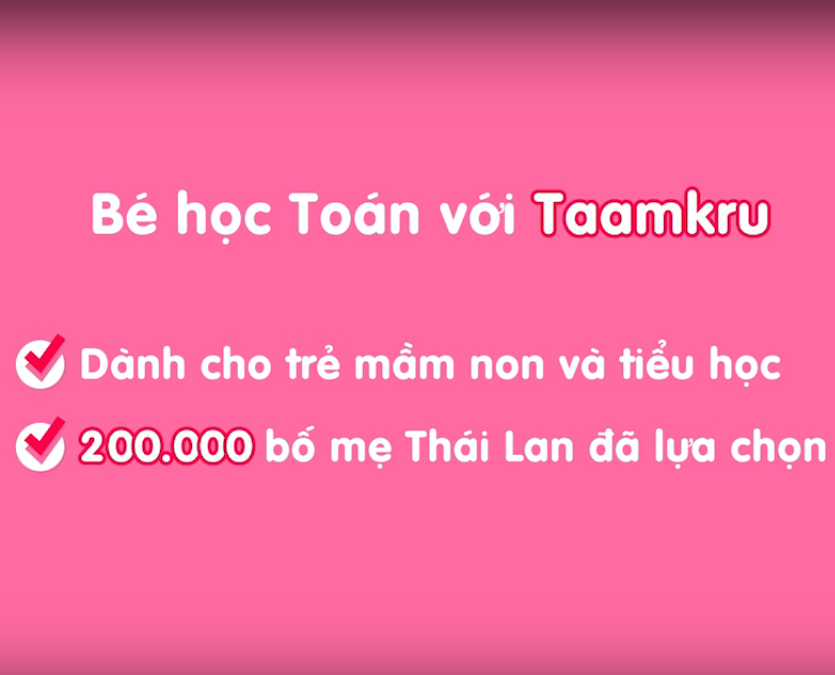 Bé học Toán với Taamkru
Dành cho trẻ mầm non và tiểu học
200.000 bố mẹ Thái Lan đã lựa chọn